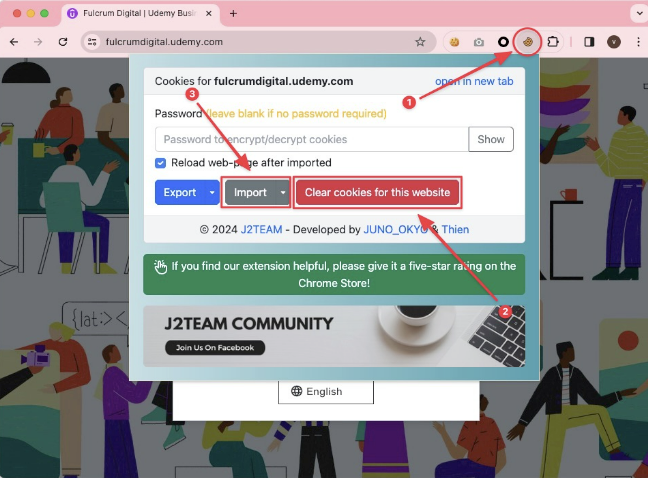 Fulcrum Digital | Udemy Busi
fulcrumdigital.udemy.com
V
Cookies for fulcrumdigital.udemy.com
open in new tab
1
3
Password (leave blank if no password required)
Password to encrypt/decrypt cookies
Show
Reload web-page after imported
Export
Import
Clear cookies for this website
© 2024 J2TEAM - Developed by JUNO_OKYO & Thien
If you find our extension helpful, please give it a five-star rating on the
Chrome Store!
2
{lat:><
J2TEAM COMMUNITY
Join Us On Facebook
English